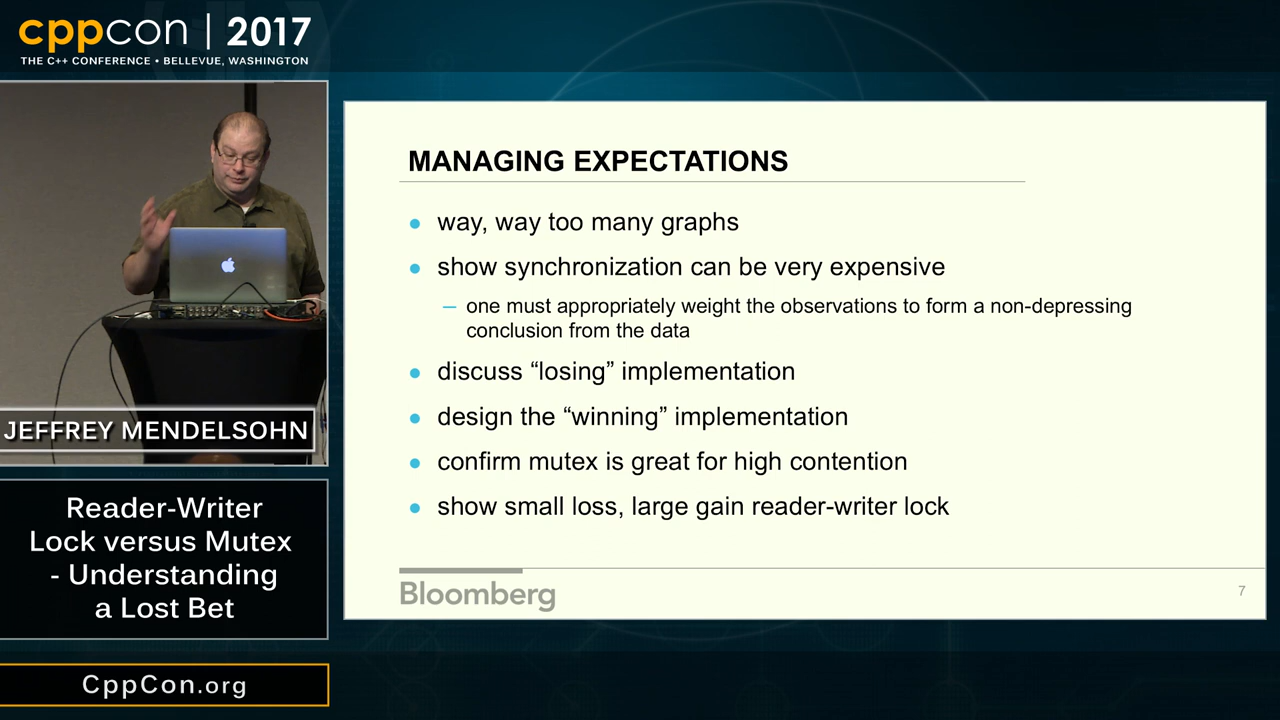 cppcon | 2017
THE C++ CONFERENCE • BELLEVUE, WASHINGTON
JEFFREY MENDELSOHN
Reader-Writer
Lock versus Mutex
- Understanding
a Lost Bet
CppCon.org
MANAGING EXPECTATIONS
• way, way too many graphs
• show synchronization can be very expensive
– one must appropriately weight the observations to form a non-depressing
conclusion from the data
• discuss “losing” implementation
• design the “winning” implementation
• confirm mutex is great for high contention
• show small loss, large gain reader-writer lock
Bloomberg
7